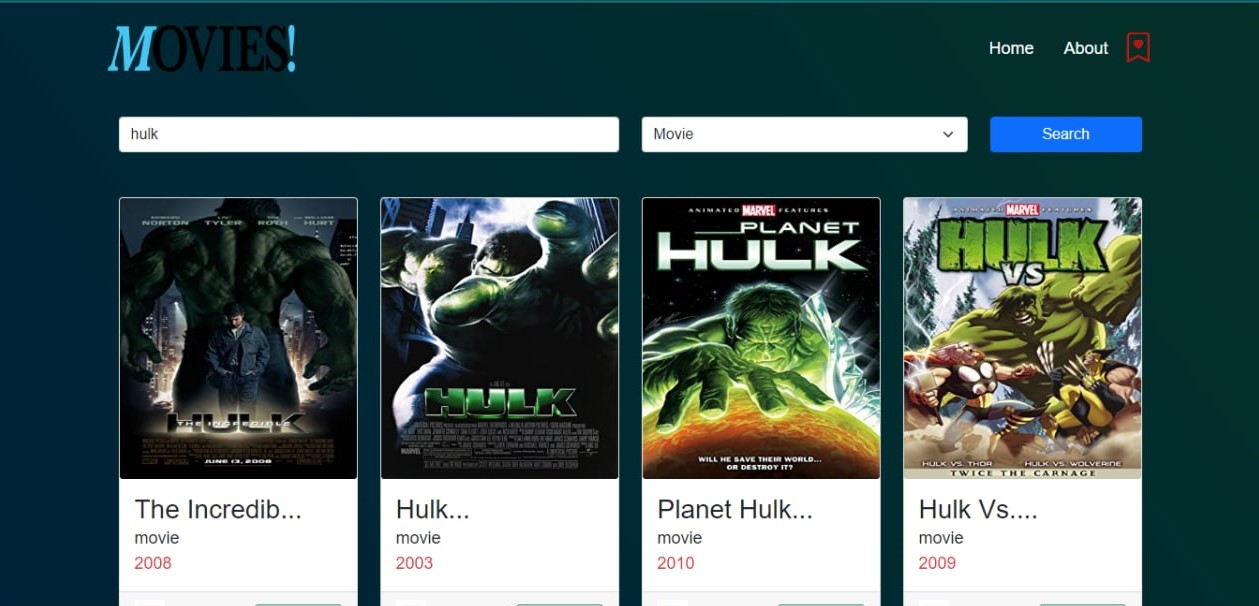 MOVIES!
Home About
hulk Movie Search
NORTON TYLER ROTH HURT
THE INCREDIBLE
HULK
JUNE 13, 2008
HULK
ANIMATED MARVEL FEATURES
PLANET
HULK
WILL HE SAVE THEIR WORLD...
OR DESTROY IT?
ANIMATED MARVEL FEATURES
HULK
VS
HULK VS. THOR HULK VS. WOLVERINE
TWICE THE CARNAGE
The Incredib...
movie
2008
Hulk...
movie
2003
Planet Hulk...
movie
2010
Hulk Vs....
movie
2009